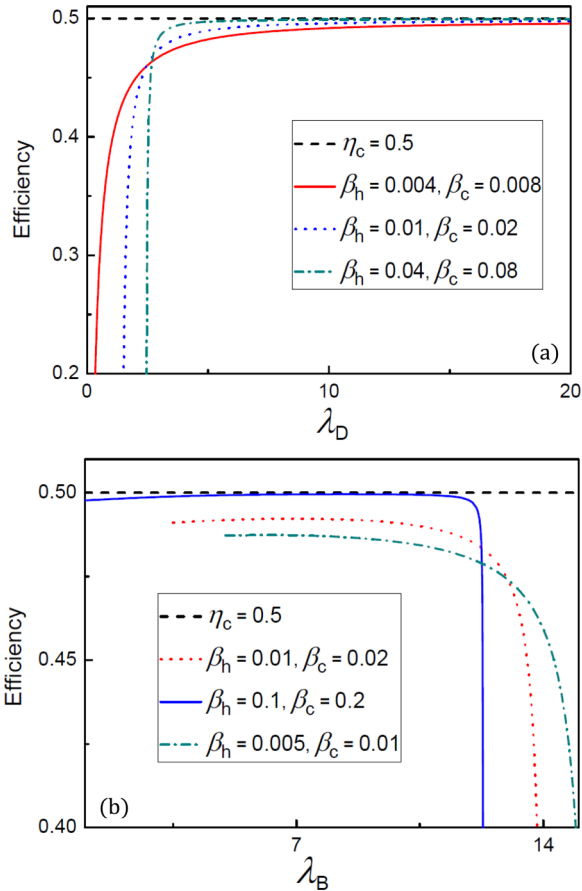 0.5
0.4
0.3
0.2
Efficiency
η_c = 0.5
β_h = 0.004, β_c = 0.008
β_h = 0.01, β_c = 0.02
β_h = 0.04, β_c = 0.08
(a)
0 5 10 15 20
λ_D
0.50
0.45
0.40
Efficiency
η_c = 0.5
β_h = 0.01, β_c = 0.02
β_h = 0.1, β_c = 0.2
β_h = 0.005, β_c = 0.01
(b)
7 14
λ_B